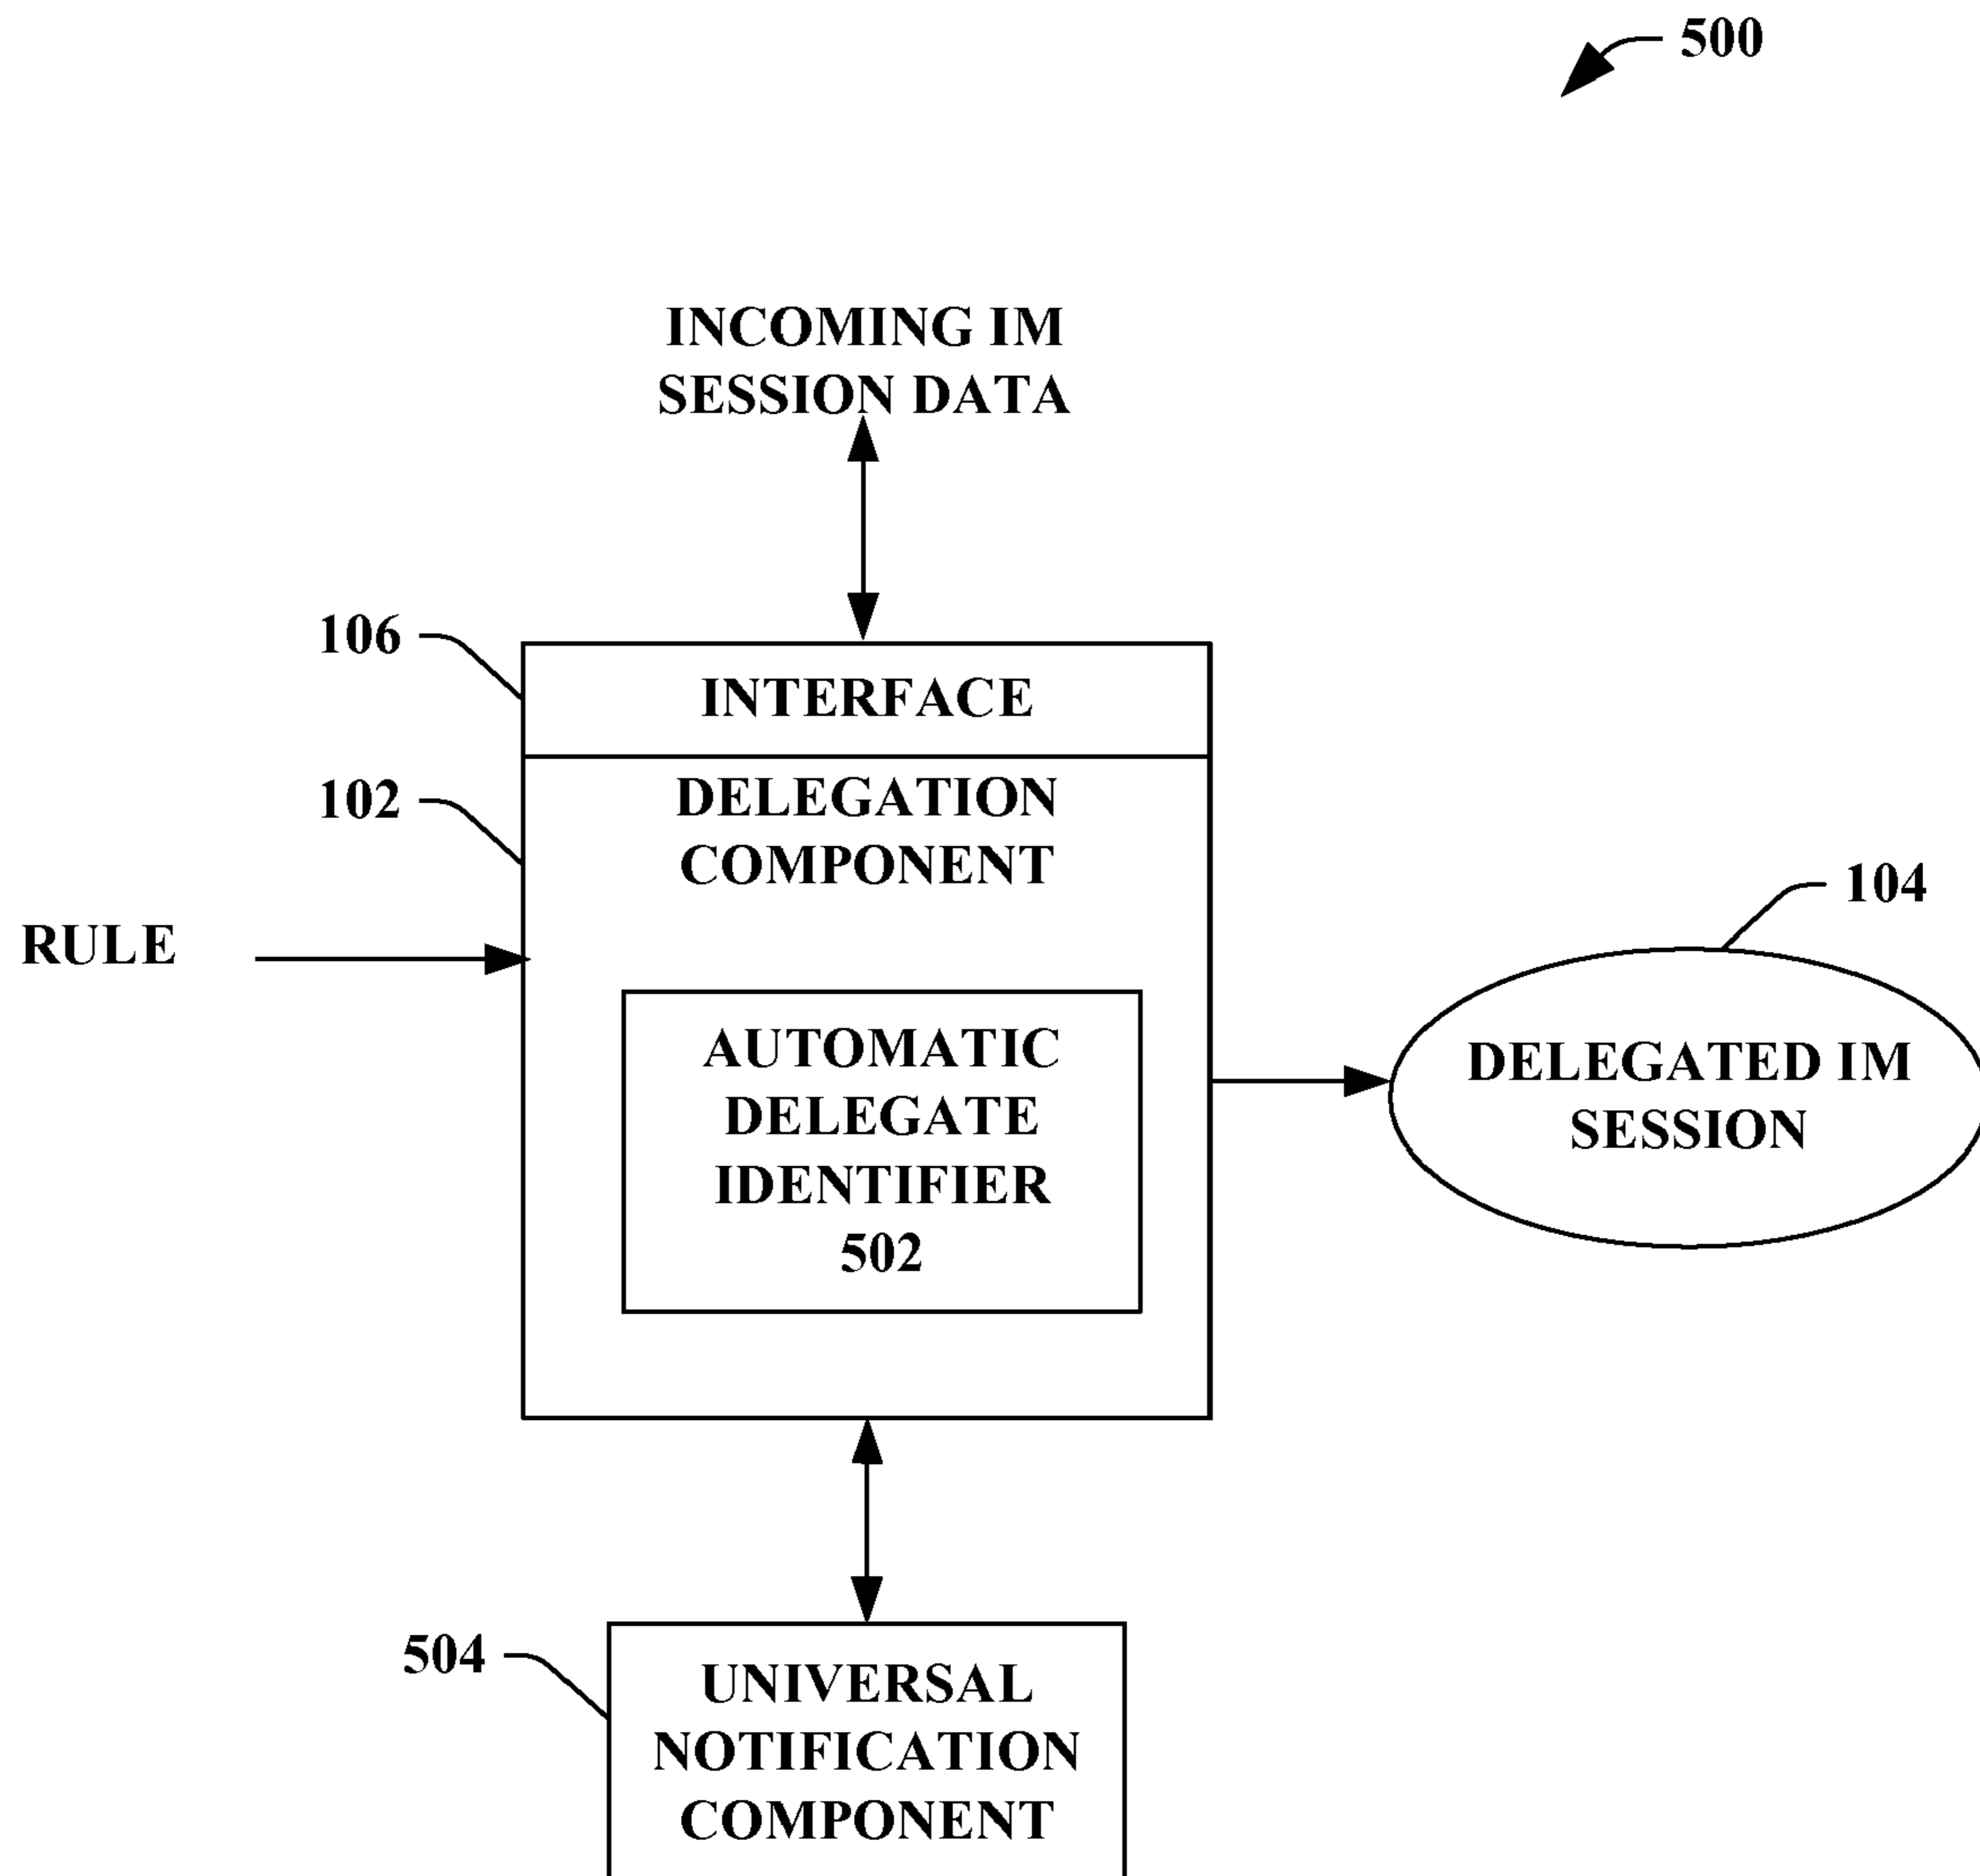 500
INCOMING IM
SESSION DATA
106
INTERFACE
102
DELEGATION
COMPONENT
104
RULE
AUTOMATIC
DELEGATE
IDENTIFIER
502
DELEGATED IM
SESSION
504
UNIVERSAL
NOTIFICATION
COMPONENT